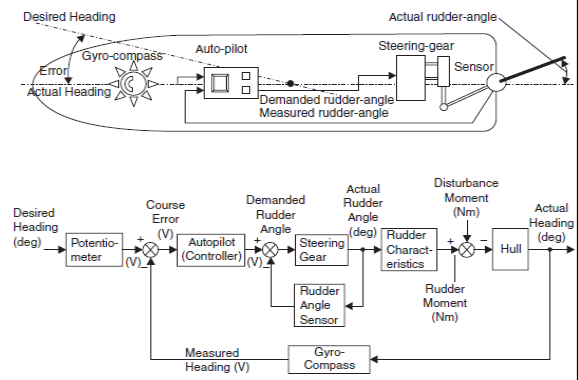 Desired Heading
Actual rudder-angle
Gyro-compass
Auto-pilot
Steering-gear
Error
Sensor
Actual Heading
Demanded rudder-angle
Measured rudder-angle
Desired
Heading
(deg)
Potentio-
meter
Course
Error
(V)
+
(V)
–
Autopilot
(Controller)
Demanded
Rudder
Angle
+
(V)
–
Steering
Gear
Actual
Rudder
Angle
(deg)
Rudder
Charact-
eristics
Disturbance
Moment
(Nm)
+
–
Rudder
Moment
(Nm)
Hull
Actual
Heading
(deg)
Rudder
Angle
Sensor
Measured
Heading (V)
Gyro-
Compass